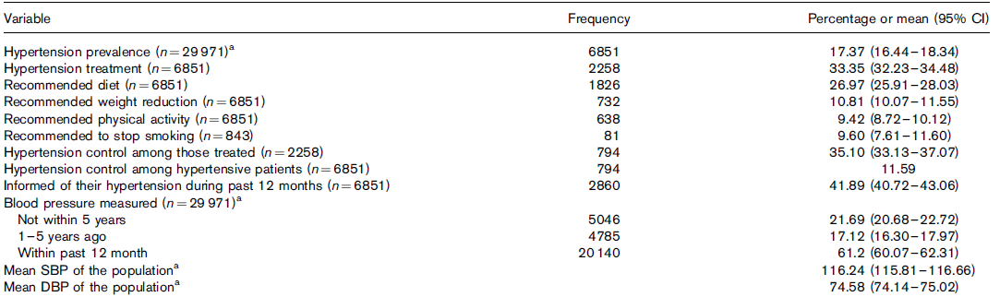 Variable Frequency Percentage or mean (95% CI)
Hypertension prevalence (n = 29 971)a 6851 17.37 (16.44–18.34)
Hypertension treatment (n = 6851) 2258 33.35 (32.23–34.48)
Recommended diet (n = 6851) 1826 26.97 (25.91–28.03)
Recommended weight reduction (n = 6851) 732 10.81 (10.07–11.55)
Recommended physical activity (n = 6851) 638 9.42 (8.72–10.12)
Recommended to stop smoking (n = 843) 81 9.60 (7.61–11.60)
Hypertension control among those treated (n = 2258) 794 35.10 (33.13–37.07)
Hypertension control among hypertensive patients (n = 6851) 794 11.59
Informed of their hypertension during past 12 months (n = 6851) 2860 41.89 (40.72–43.06)
Blood pressure measured (n = 29 971)a
Not within 5 years 5046 21.69 (20.68–22.72)
1–5 years ago 4785 17.12 (16.30–17.97)
Within past 12 month 20 140 61.2 (60.07–62.31)
Mean SBP of the populationa 116.24 (115.81–116.66)
Mean DBP of the populationa 74.58 (74.14–75.02)